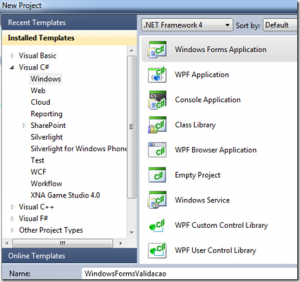 New Project
Recent Templates
Installed Templates
Visual Basic
Visual C#
Windows
Web
Cloud
Reporting
SharePoint
Silverlight
Silverlight for Windows Phone
Test
WCF
Workflow
XNA Game Studio 4.0
Visual C++
Visual F#
Other Project Types
Online Templates
.NET Framework 4
Sort by: Default
Windows Forms Application
WPF Application
Console Application
Class Library
WPF Browser Application
Empty Project
Windows Service
WPF Custom Control Library
WPF User Control Library
Name: WindowsFormsValidacao